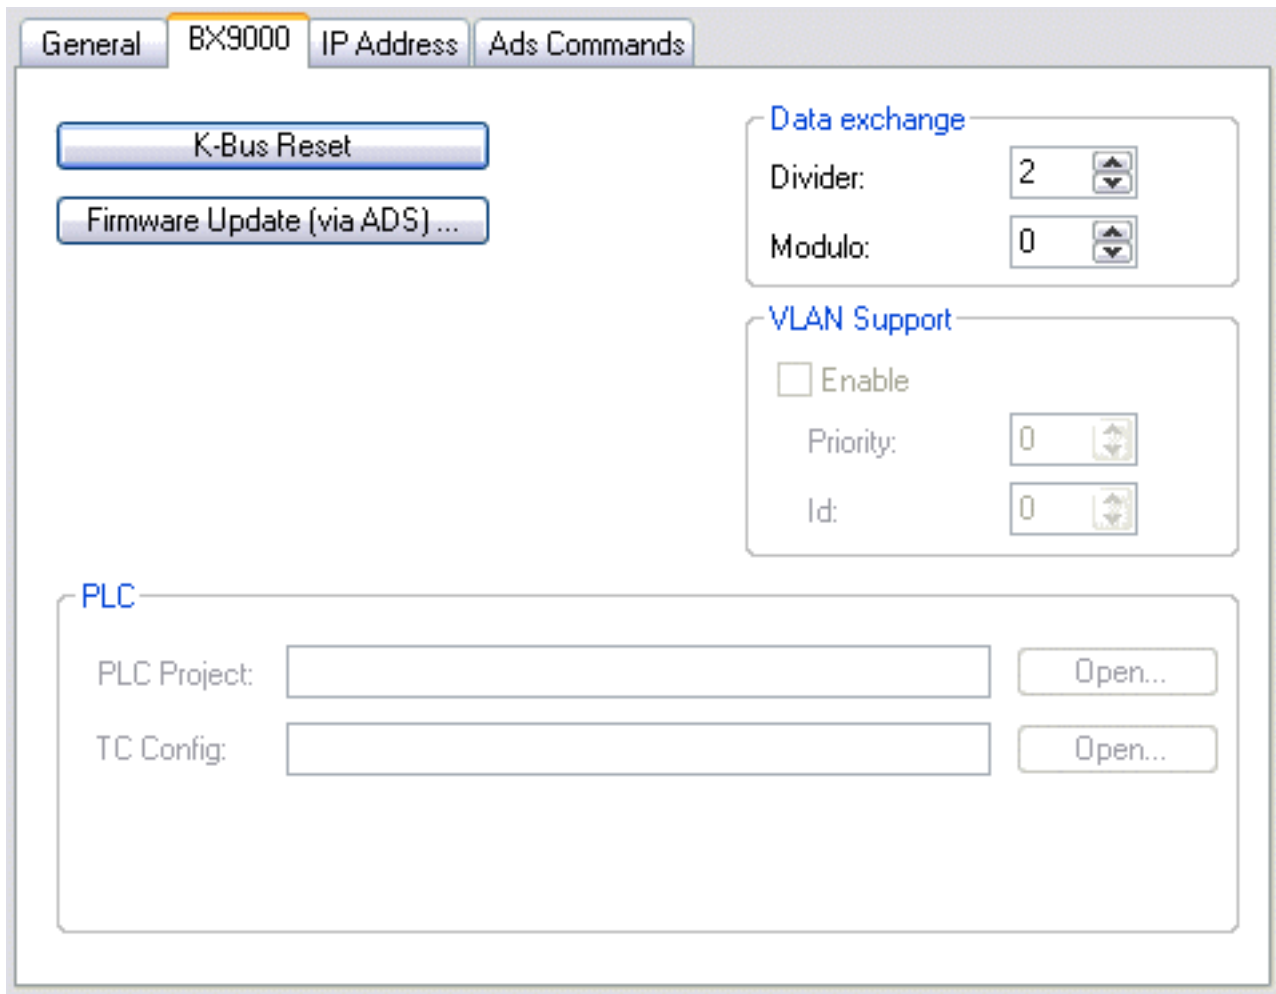 General BX9000 IP Address Ads Commands
K-Bus Reset
Firmware Update (via ADS) ...
Data exchange
Divider: 2
Modulo: 0
VLAN Support
Enable
Priority: 0
Id: 0
PLC
PLC Project: Open...
TC Config: Open...